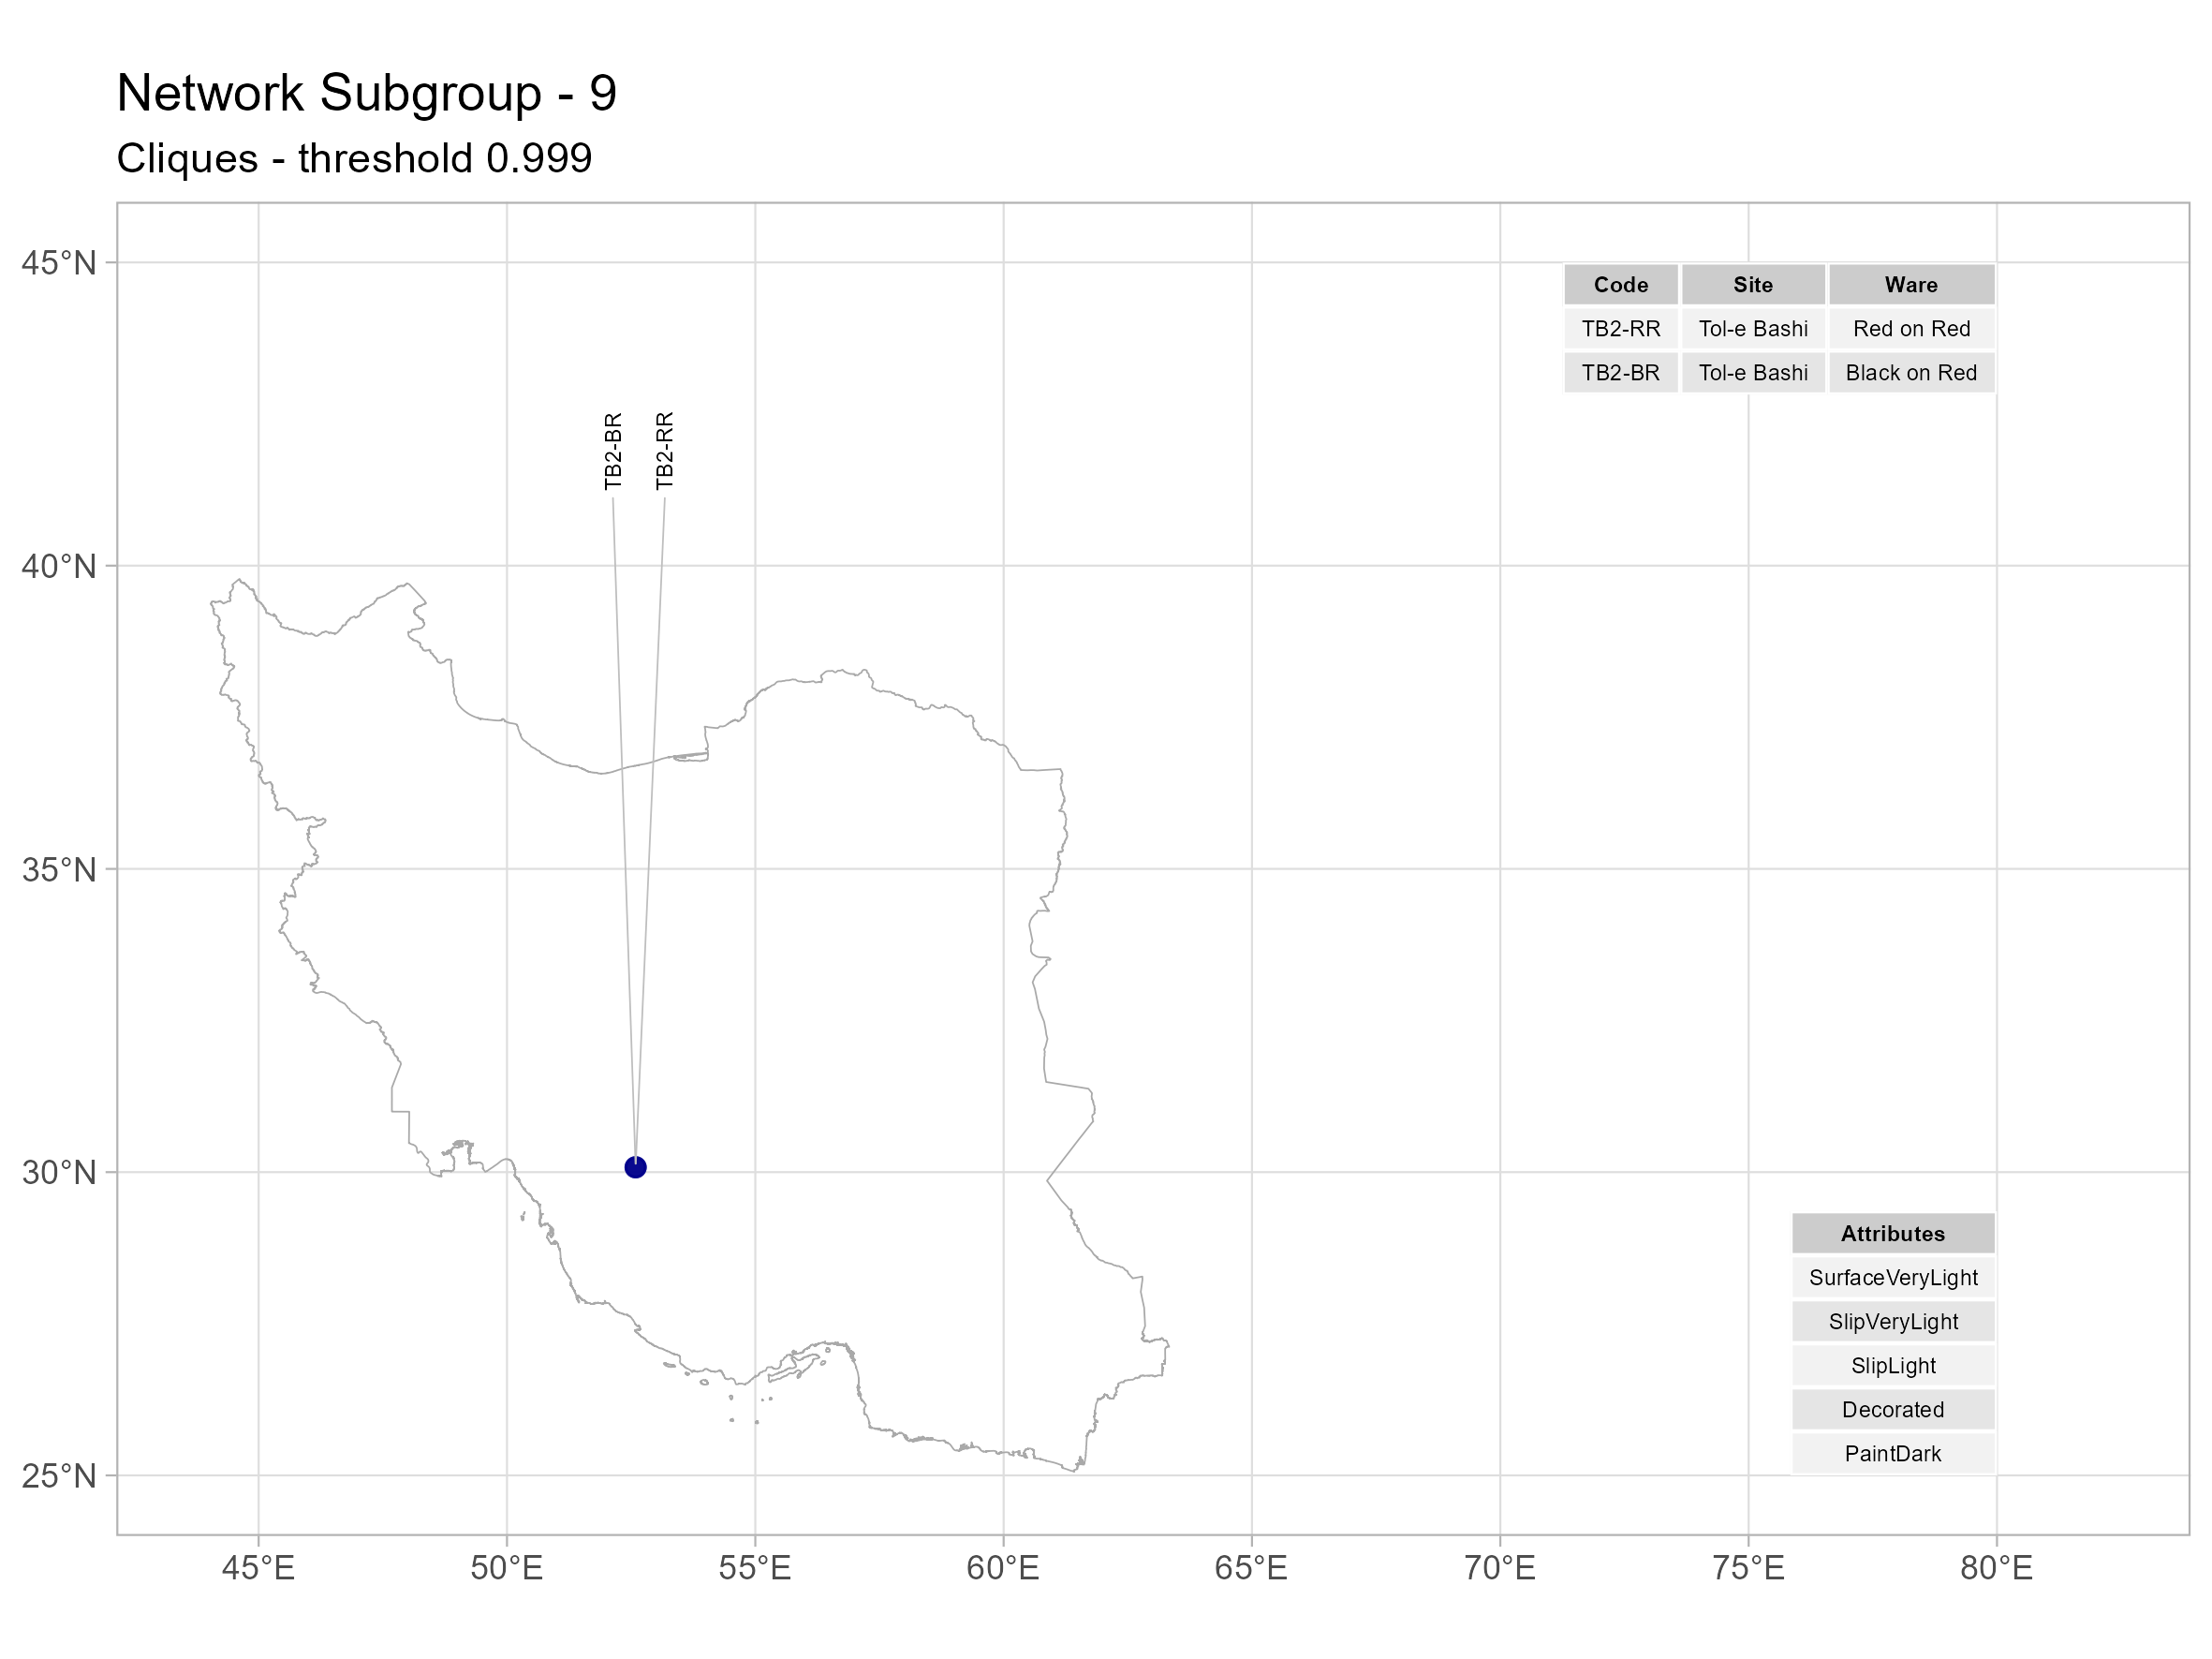 Network Subgroup - 9
Cliques - threshold 0.999
45°N
40°N
35°N
30°N
25°N
Code Site Ware
TB2-RR Tol-e Bashi Red on Red
TB2-BR Tol-e Bashi Black on Red
TB2-BR
TB2-RR
Attributes
SurfaceVeryLight
SlipVeryLight
SlipLight
Decorated
PaintDark
45°E 50°E 55°E 60°E 65°E 70°E 75°E 80°E